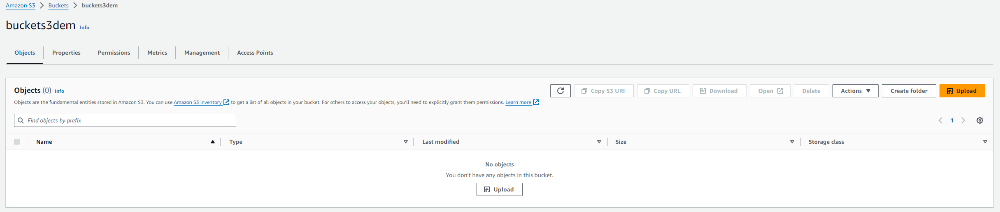 Amazon S3 > Buckets > buckets3dem
buckets3dem Info
Objects Properties Permissions Metrics Management Access Points
Objects (0) Info
Copy S3 URI Copy URL Download Open Delete Actions Create folder Upload
Objects are the fundamental entities stored in Amazon S3. You can use Amazon S3 inventory to get a list of all objects in your bucket. For others to access your objects, you'll need to explicitly grant them permissions. Learn more
Find objects by prefix
1
Name Type Last modified Size Storage class
No objects
You don't have any objects in this bucket.
Upload